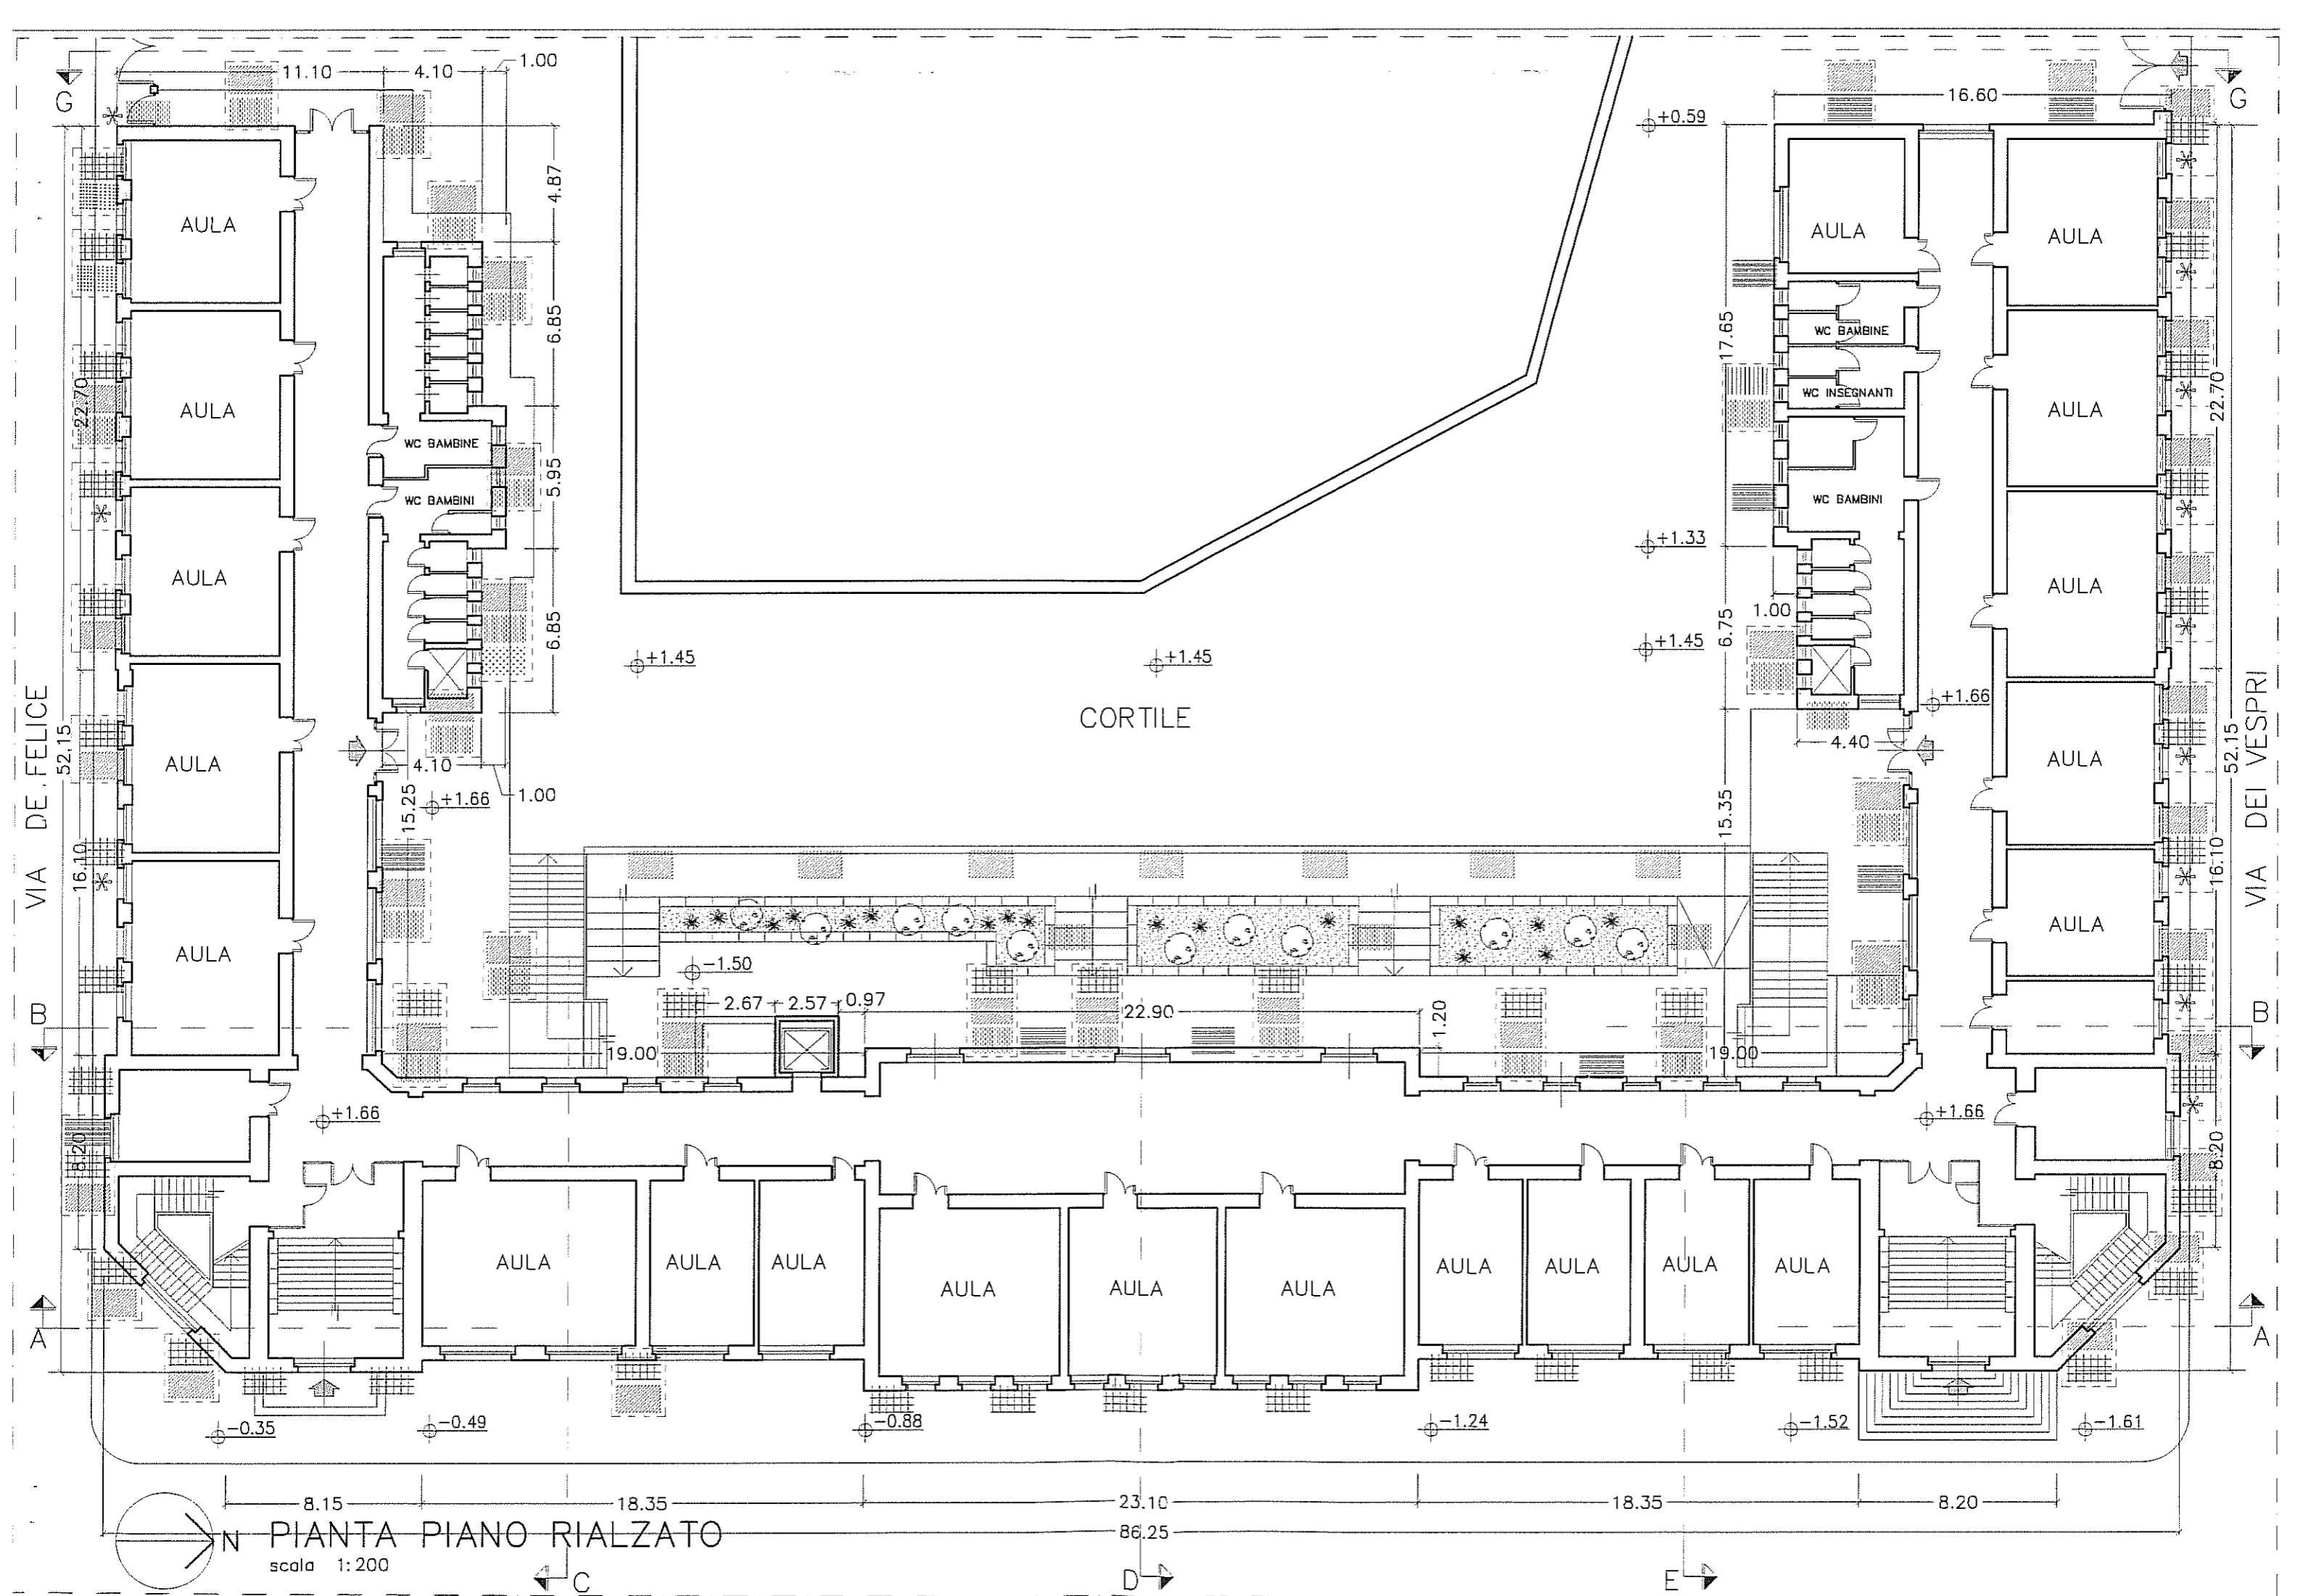 11.10
4.10
1.00
G
16.60
G
+0.59
4.87
AULA
AULA
AULA
6.85
17.65
WC BAMBINE
22.70
AULA
WC INSEGNANTI
AULA
22.70
WC BAMBINE
5.95
WC BAMBINI
WC BAMBINI
+1.33
AULA
AULA
1.00
6.85
6.75
+1.45
+1.45
+1.45
VIA DE FELICE
52.15
+1.66
VIA DEI VESPRI
CORTILE
4.40
AULA
AULA
52.15
4.10
1.00
15.25
+1.66
15.35
16.10
16.10
AULA
AULA
-1.50
B
2.67
2.57
0.97
22.90
1.20
B
19.00
19.00
+1.66
+1.66
8.20
8.20
AULA
AULA
AULA
AULA
AULA
AULA
AULA
AULA
AULA
AULA
A
A
-0.35
-0.49
-0.88
-1.24
-1.52
-1.61
8.15
18.35
23.10
18.35
8.20
N
PIANTA PIANO RIALZATO
86.25
scala 1:200
C
D
E